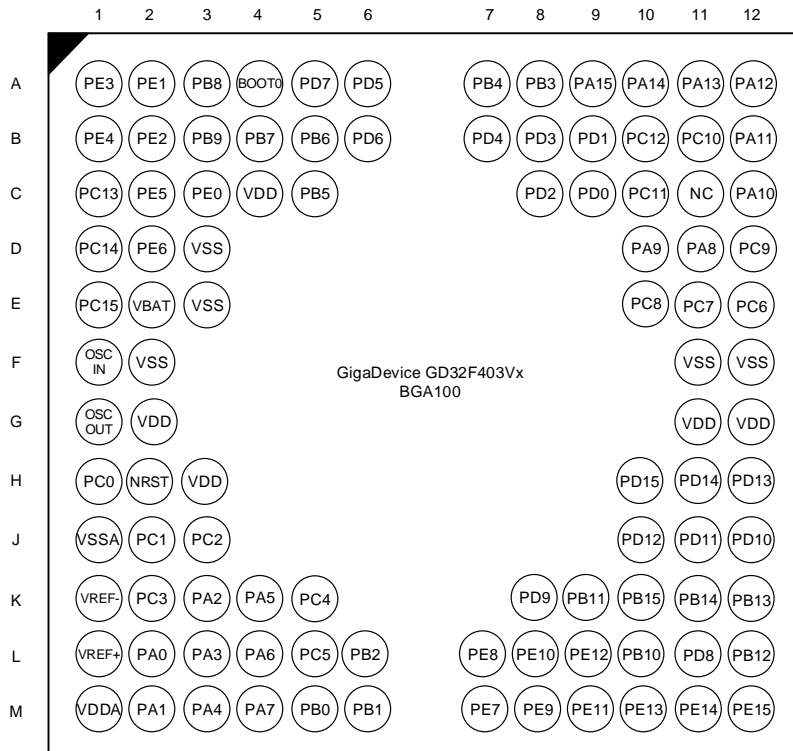 1 2 3 4 5 6 7 8 9 10 11 12
A PE3 PE1 PB8 BOOT0 PD7 PD5 PB4 PB3 PA15 PA14 PA13 PA12
B PE4 PE2 PB9 PB7 PB6 PD6 PD4 PD3 PD1 PC12 PC10 PA11
C PC13 PE5 PE0 VDD PB5 PD2 PD0 PC11 NC PA10
D PC14 PE6 VSS PA9 PA8 PC9
E PC15 VBAT VSS PC8 PC7 PC6
F OSC IN VSS VSS VSS
GigaDevice GD32F403Vx
BGA100
G OSC OUT VDD VDD VDD
H PC0 NRST VDD PD15 PD14 PD13
J VSSA PC1 PC2 PD12 PD11 PD10
K VREF- PC3 PA2 PA5 PC4 PD9 PB11 PB15 PB14 PB13
L VREF+ PA0 PA3 PA6 PC5 PB2 PE8 PE10 PE12 PB10 PD8 PB12
M VDDA PA1 PA4 PA7 PB0 PB1 PE7 PE9 PE11 PE13 PE14 PE15